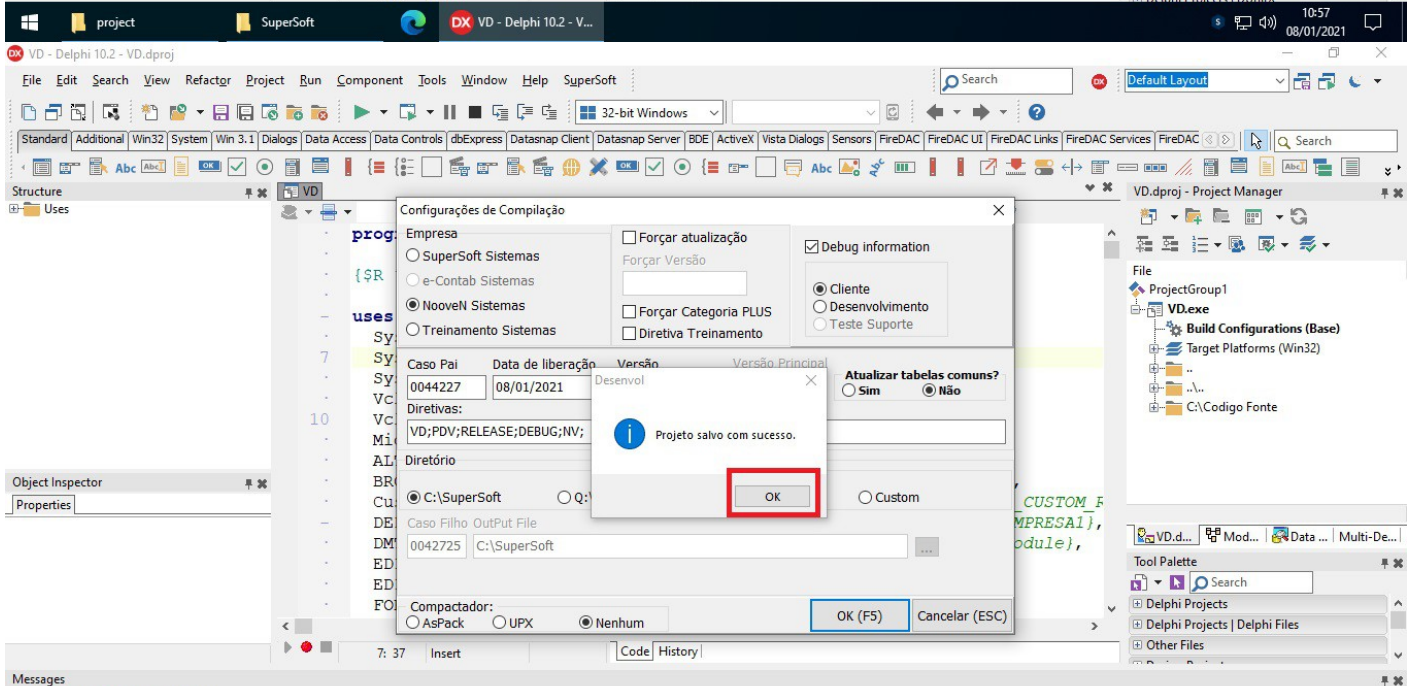 project SuperSoft VD - Delphi 10.2 - V... 10:57
08/01/2021
VD - Delphi 10.2 - VD.dproj
File Edit Search View Refactor Project Run Component Tools Window Help SuperSoft Search Default Layout
32-bit Windows
Standard Additional Win32 System Win 3.1 Dialogs Data Access Data Controls dbExpress Datasnap Client Datasnap Server BDE ActiveX Vista Dialogs Sensors FireDAC FireDAC UI FireDAC Links FireDAC Services FireDAC Search
Structure
Uses
VD
Object Inspector
Properties
prog
{$R
uses
Sy
7 Sy
Sy
Vc
10 Vc
Mi
AL
BR
Cu CUSTOM_R
DE MPRESA1},
DM odule},
ED
ED
FO
7: 37 Insert Code History
Configurações de Compilação
Empresa
SuperSoft Sistemas
e-Contab Sistemas
NooveN Sistemas
Treinamento Sistemas
Forçar atualização
Forçar Versão
Forçar Categoria PLUS
Diretiva Treinamento
Debug information
Cliente
Desenvolvimento
Teste Suporte
Caso Pai Data de liberação Versão Versão Principal
0044227 08/01/2021
Atualizar tabelas comuns?
Sim Não
Diretivas:
VD;PDV;RELEASE;DEBUG;NV;
Diretório
C:\SuperSoft Q:\ Custom
Caso Filho OutPut File
0042725 C:\SuperSoft ...
Compactador:
AsPack UPX Nenhum
OK (F5) Cancelar (ESC)
Desenvol
Projeto salvo com sucesso.
OK
VD.dproj - Project Manager
File
ProjectGroup1
VD.exe
Build Configurations (Base)
Target Platforms (Win32)
..
..\..
C:\Codigo Fonte
VD.d... Mod... Data ... Multi-De...
Tool Palette
Search
Delphi Projects
Delphi Projects | Delphi Files
Other Files
Messages